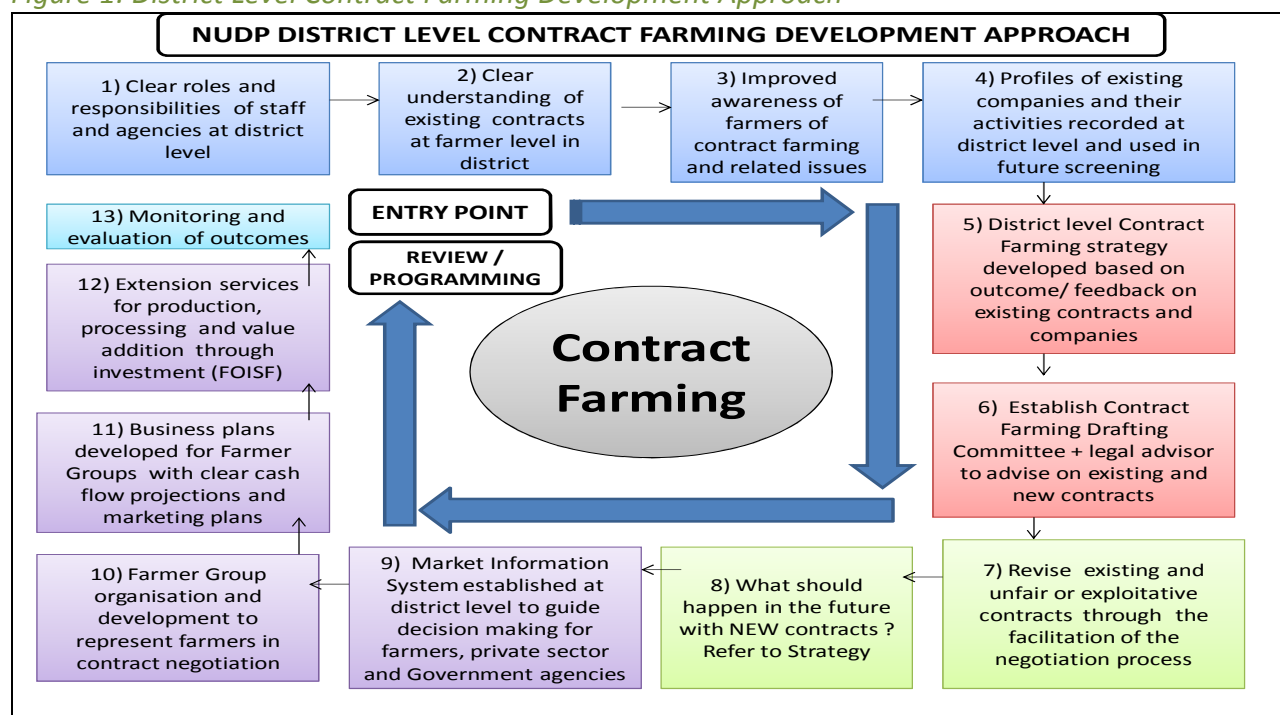 Figure 1: District Level Contract Farming Development Approach
NUDP DISTRICT LEVEL CONTRACT FARMING DEVELOPMENT APPROACH
1) Clear roles and
responsibilities of staff
and agencies at district
level
2) Clear
understanding of
existing contracts
at farmer level in
district
3) Improved
awareness of
farmers of
contract farming
and related issues
4) Profiles of existing
companies and their
activities recorded at
district level and used in
future screening
ENTRY POINT
REVIEW /
PROGRAMMING
Contract
Farming
5) District level Contract
Farming strategy
developed based on
outcome/ feedback on
existing contracts and
companies
6) Establish Contract
Farming Drafting
Committee + legal advisor
to advise on existing and
new contracts
7) Revise existing and
unfair or exploitative
contracts through the
facilitation of the
negotiation process
8) What should
happen in the future
with NEW contracts ?
Refer to Strategy
9) Market Information
System established at
district level to guide
decision making for
farmers, private sector
and Government agencies
10) Farmer Group
organisation and
development to
represent farmers in
contract negotiation
11) Business plans
developed for Farmer
Groups with clear cash
flow projections and
marketing plans
12) Extension services
for production,
processing and value
addition through
investment (FOISF)
13) Monitoring and
evaluation of outcomes